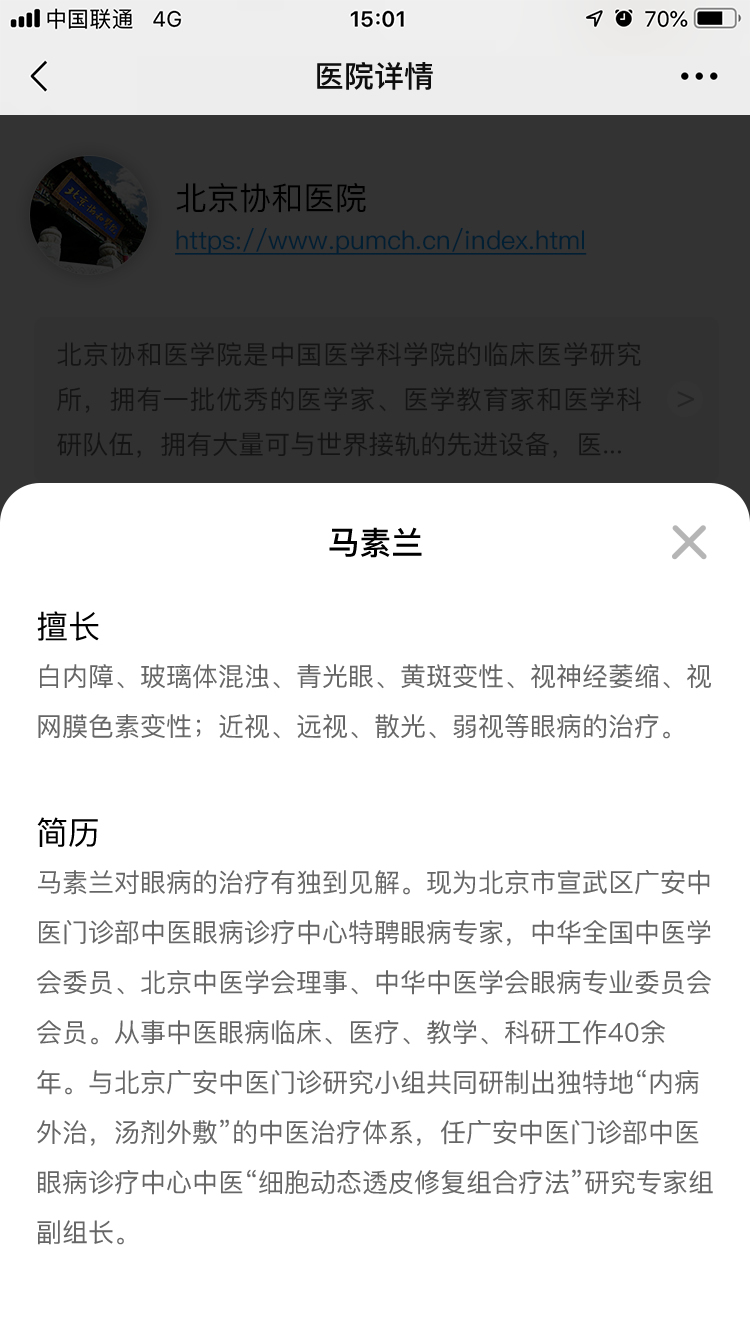 中国联通 4G 15:01 70%
医院详情
北京协和医院
https://www.pumch.cn/index.html
北京协和医学院是中国医学科学院的临床医学研究
所，拥有一批优秀的医学家、医学教育家和医学科
研队伍，拥有大量可与世界接轨的先进设备，医...
马素兰
擅长
白内障、玻璃体混浊、青光眼、黄斑变性、视神经萎缩、视
网膜色素变性；近视、远视、散光、弱视等眼病的治疗。
简历
马素兰对眼病的治疗有独到见解。现为北京市宣武区广安中
医门诊部中医眼病诊疗中心特聘眼病专家，中华全国中医学
会委员、北京中医学会理事、中华中医学会眼病专业委员会
会员。从事中医眼病临床、医疗、教学、科研工作40余
年。与北京广安中医门诊研究小组共同研制出独特地“内病
外治，汤剂外敷”的中医治疗体系，任广安中医门诊部中医
眼病诊疗中心中医“细胞动态透皮修复组合疗法”研究专家组
副组长。